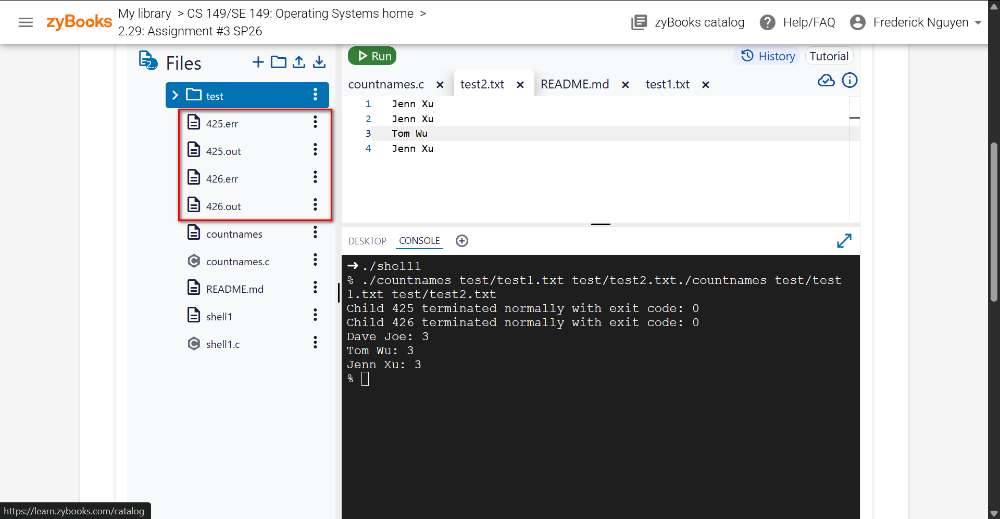 zyBooks
My library > CS 149/SE 149: Operating Systems home >
2.29: Assignment #3 SP26
zyBooks catalog
Help/FAQ
Frederick Nguyen
2..
Files
test
425.err
425.out
426.err
426.out
countnames
countnames.c
README.md
shell1
shell1.c
Run
History
Tutorial
countnames.c
test2.txt
README.md
test1.txt
1 Jenn Xu
2 Jenn Xu
3 Tom Wu
4 Jenn Xu
DESKTOP
CONSOLE
➜ ./shell1
% ./countnames test/test1.txt test/test2.txt./countnames test/test
1.txt test/test2.txt
Child 425 terminated normally with exit code: 0
Child 426 terminated normally with exit code: 0
Dave Joe: 3
Tom Wu: 3
Jenn Xu: 3
%
https://learn.zybooks.com/catalog